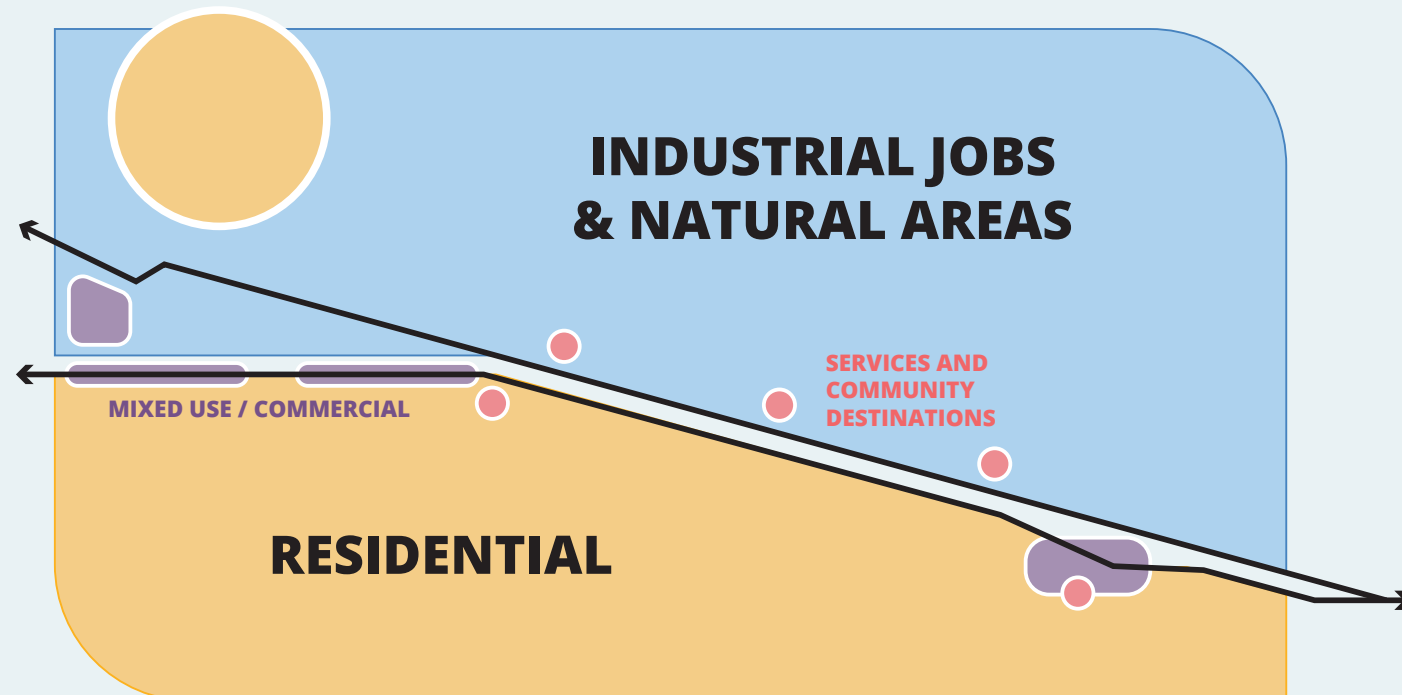 INDUSTRIAL JOBS
& NATURAL AREAS
SERVICES AND
COMMUNITY
DESTINATIONS
MIXED USE / COMMERCIAL
RESIDENTIAL